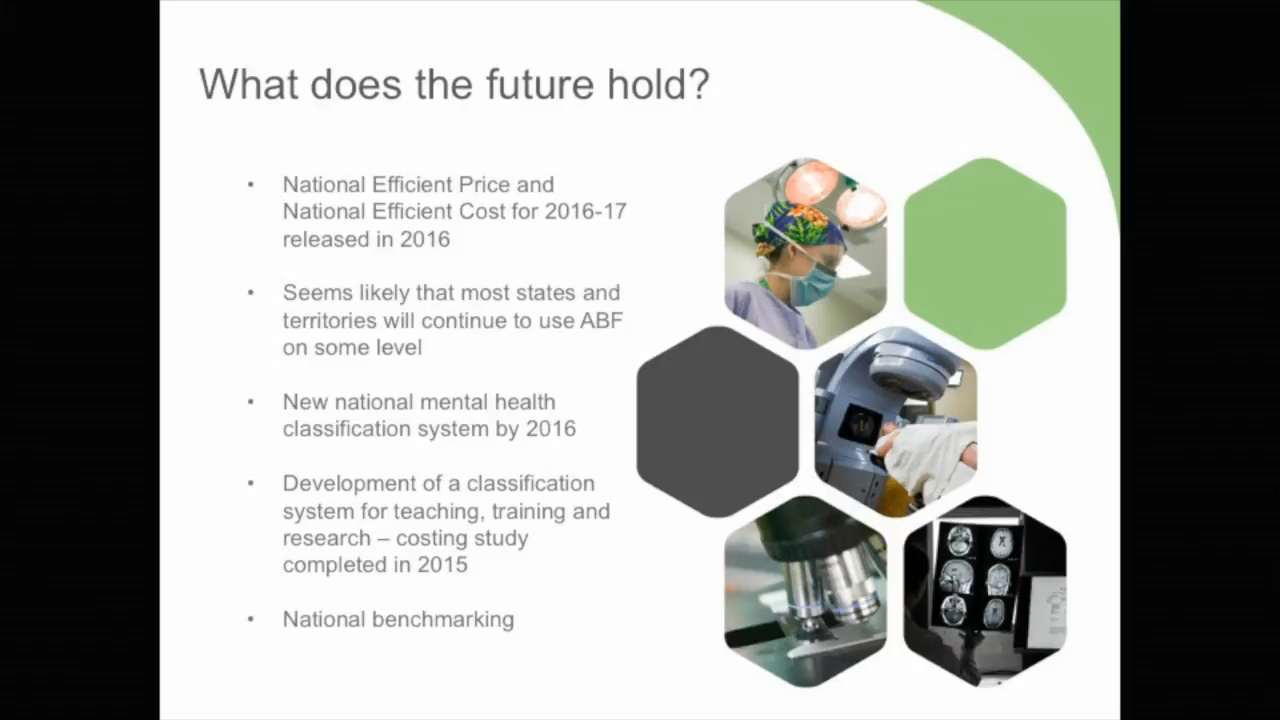 What does the future hold?
• National Efficient Price and
National Efficient Cost for 2016-17
released in 2016
• Seems likely that most states and
territories will continue to use ABF
on some level
• New national mental health
classification system by 2016
• Development of a classification
system for teaching, training and
research – costing study
completed in 2015
• National benchmarking